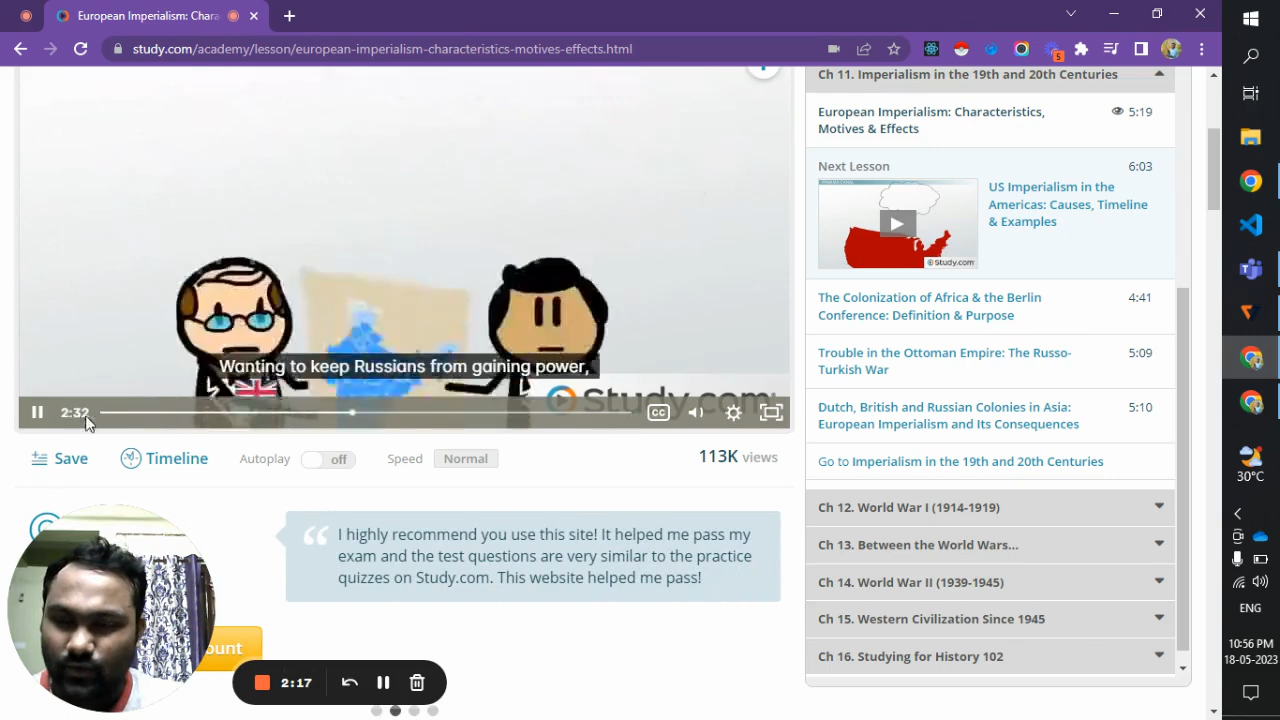 European Imperialism: Chara
study.com/academy/lesson/european-imperialism-characteristics-motives-effects.html
5
Wanting to keep Russians from gaining power,
Study.com
2:32
CC
Save
Timeline
Autoplay
off
Speed
Normal
113K views
I highly recommend you use this site! It helped me pass my
exam and the test questions are very similar to the practice
quizzes on Study.com. This website helped me pass!
ount
2:17
Ch 11. Imperialism in the 19th and 20th Centuries
European Imperialism: Characteristics,
Motives & Effects
5:19
Next Lesson
6:03
US Imperialism in the
Americas: Causes, Timeline
& Examples
Study.com
The Colonization of Africa & the Berlin
Conference: Definition & Purpose
4:41
Trouble in the Ottoman Empire: The Russo-
Turkish War
5:09
Dutch, British and Russian Colonies in Asia:
European Imperialism and Its Consequences
5:10
Go to Imperialism in the 19th and 20th Centuries
Ch 12. World War I (1914-1919)
Ch 13. Between the World Wars...
Ch 14. World War II (1939-1945)
Ch 15. Western Civilization Since 1945
Ch 16. Studying for History 102
30°C
ENG
10:56 PM
18-05-2023